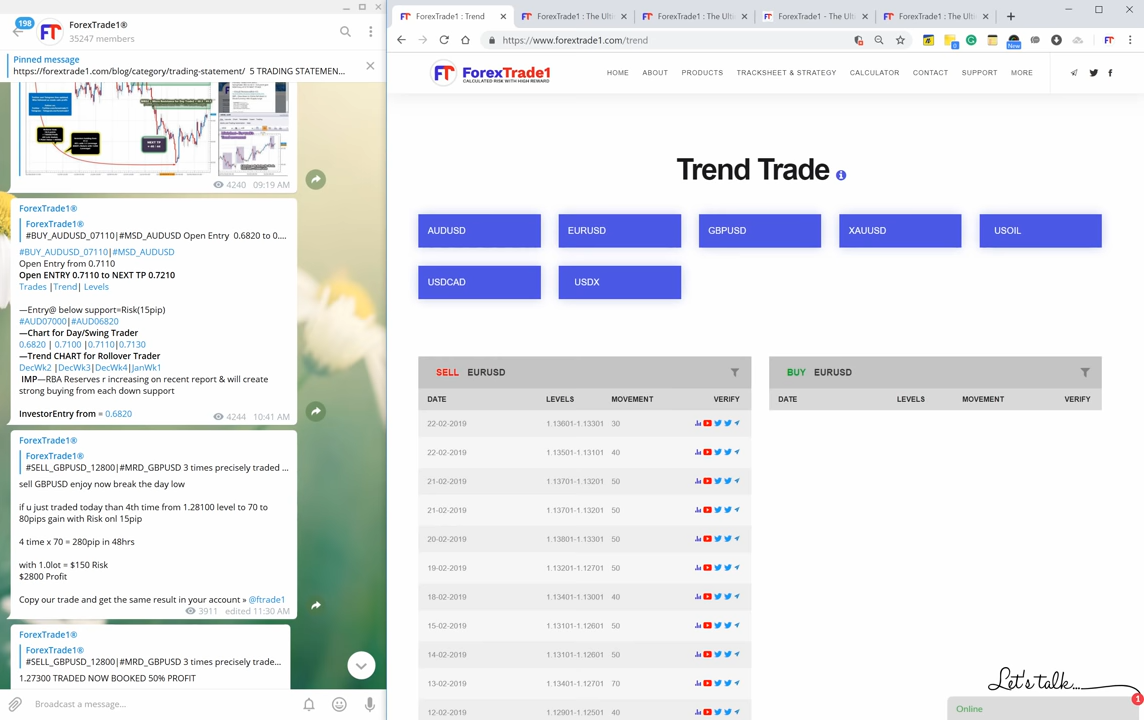 198
ForexTrade1®
35247 members
Pinned message
https://forextrade1.com/blog/category/trading-statement/ 5 TRADING STATEMEN...
NEXT TP
4240 09:19 AM
ForexTrade1®
ForexTrade1®
#BUY_AUDUSD_07110|#MSD_AUDUSD Open Entry 0.6820 to 0....
#BUY_AUDUSD_07110|#MSD_AUDUSD
Open Entry from 0.7110
Open ENTRY 0.7110 to NEXT TP 0.7210
Trades |Trend| Levels
—Entry@ below support=Risk(15pip)
#AUD07000|#AUD06820
—Chart for Day/Swing Trader
0.6820 | 0.7100 |0.7110|0.7130
—Trend CHART for Rollover Trader
DecWk2 |DecWk3|DecWk4|JanWk1
IMP—RBA Reserves r increasing on recent report & will create
strong buying from each down support
InvestorEntry from = 0.6820
4244 10:41 AM
ForexTrade1®
ForexTrade1®
#SELL_GBPUSD_12800|#MRD_GBPUSD 3 times precisely traded ...
sell GBPUSD enjoy now break the day low
if u just traded today than 4th time from 1.28100 level to 70 to
80pips gain with Risk onl 15pip
4 time x 70 = 280pip in 48hrs
with 1.0lot = $150 Risk
$2800 Profit
Copy our trade and get the same result in your account » @ftrade1
3911 edited 11:30 AM
ForexTrade1®
ForexTrade1®
#SELL_GBPUSD_12800|#MRD_GBPUSD 3 times precisely trade...
1.27300 TRADED NOW BOOKED 50% PROFIT
Broadcast a message...
ForexTrade1 : Trend
ForexTrade1 : The Ulti
ForexTrade1 : The Ulti
ForexTrade1 - The Ulti
ForexTrade1 : The Ulti
https://www.forextrade1.com/trend
New
ForexTrade1
CALCULATED RISK WITH HIGH REWARD
HOME ABOUT PRODUCTS TRACKSHEET & STRATEGY CALCULATOR CONTACT SUPPORT MORE
Trend Trade
AUDUSD EURUSD GBPUSD XAUUSD USOIL
USDCAD USDX
SELL EURUSD
DATE LEVELS MOVEMENT VERIFY
22-02-2019 1.13601-1.13301 30
22-02-2019 1.13501-1.13101 40
21-02-2019 1.13701-1.13201 50
21-02-2019 1.13701-1.13201 50
20-02-2019 1.13801-1.13301 50
19-02-2019 1.13201-1.12701 50
18-02-2019 1.13401-1.13001 40
15-02-2019 1.13101-1.12601 50
14-02-2019 1.13101-1.12601 50
13-02-2019 1.13401-1.12701 70
12-02-2019 1.12901-1.12501 40
BUY EURUSD
DATE LEVELS MOVEMENT VERIFY
Let's talk...
1
Online